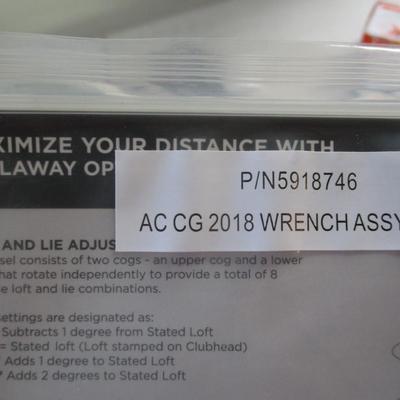 XIMIZE YOUR DISTANCE WITH
LAWAY OP
P/N5918746
AC CG 2018 WRENCH ASSY
AND LIE ADJUS
sel consists of two cogs - an upper cog and a lower
hat rotate independently to provide a total of 8
e loft and lie combinations.
settings are designated as:
Subtracts 1 degree from Stated Loft
= Stated loft (Loft stamped on Clubhead)
* Adds 1 degree to Stated Loft
* Adds 2 degrees to Stated Loft